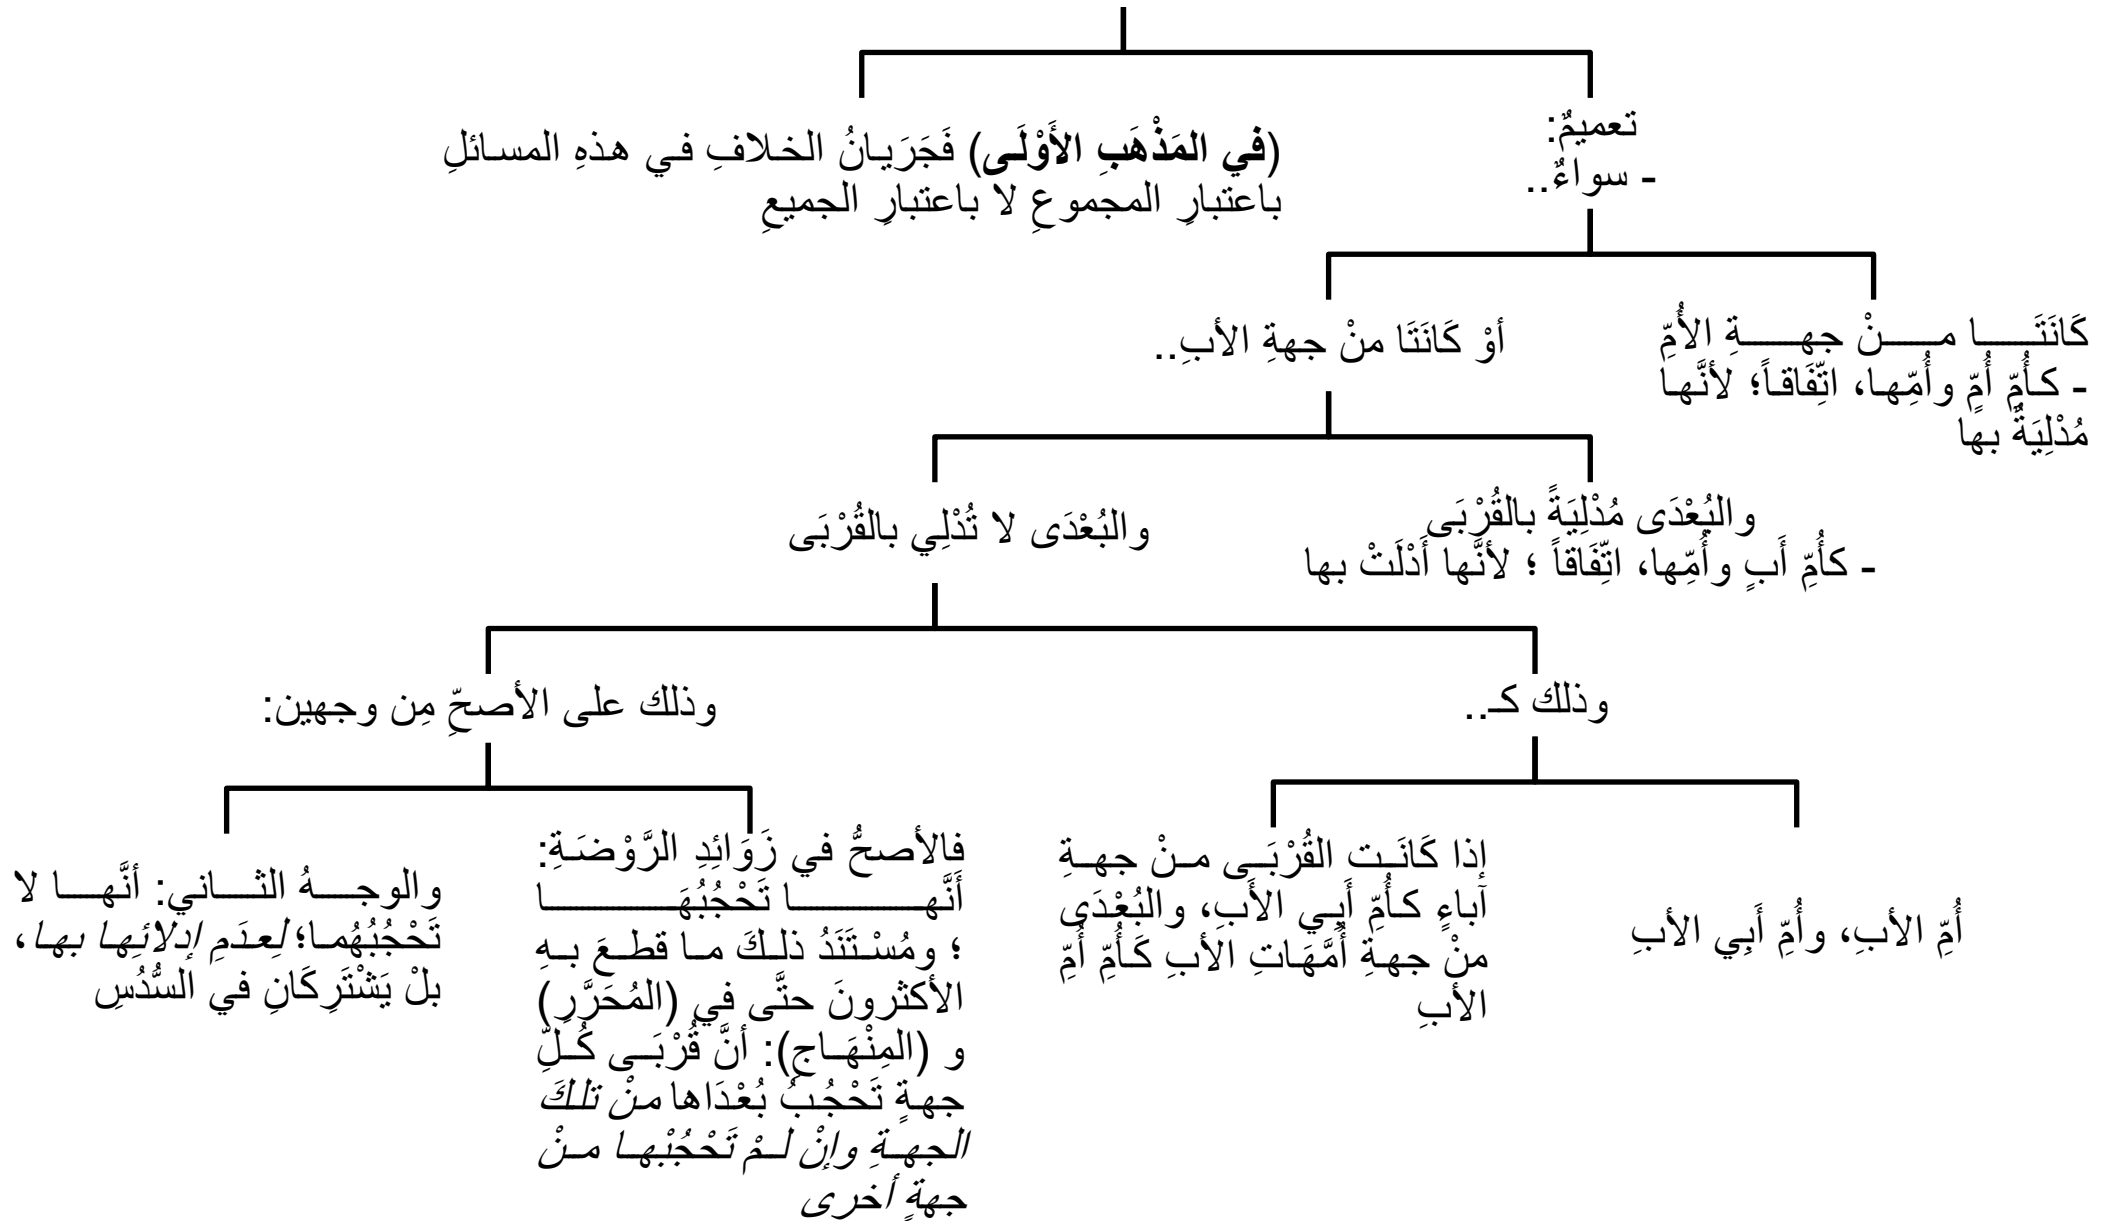 تعميمٌ:
- سواءٌ..
(في المَذْهَبِ الأَوْلَى) فَجَرَيانُ الخلافِ في هذهِ المسائلِ
باعتبارِ المجموعِ لا باعتبارِ الجميعِ
كَانَتَا منْ جهةِ الأُمِّ
- كأُمِّ أُمٍّ وأُمِّها، اتِّفَاقاً؛ لأنَّها
مُدْلِيَةٌ بها
أوْ كَانَتَا منْ جهةِ الأبِ..
والبُعْدَى مُدْلِيَةً بالقُرْبَى
- كأُمِّ أَبٍ وأُمِّها، اتِّفَاقاً ؛ لأنَّها أَدْلَتْ بها
والبُعْدَى لا تُدْلِي بالقُرْبَى
وذلك كـ..
وذلك على الأصحِّ مِن وجهين:
أُمِّ الأبِ، وأُمِّ أَبِي الأبِ
إذا كَانَت القُرْبَى منْ جهةِ
آباءٍ كأُمِّ أَبِي الأَبِ، والبُعْدَى
منْ جهةِ أُمَّهَاتِ الأبِ كَأُمِّ أُمِّ
الأبِ
فالأصحُّ في زَوَائِدِ الرَّوْضَةِ:
أَنَّها تَحْجُبُهَا
؛ ومُسْتَنَدُ ذلكَ ما قطعَ بهِ
الأكثرونَ حتَّى في (المُحَرَّرِ)
و (المِنْهَاجِ): أنَّ قُرْبَى كُلِّ
جهةٍ تَحْجُبُ بُعْدَاها منْ تلكَ
الجهةِ وإنْ لمْ تَحْجُبْها منْ
جهةٍ أخرى
والوجهُ الثاني: أنَّها لا
تَحْجُبُهُما؛ لِعدَمِ إدلائِها بها،
بلْ يَشْتَرِكَانِ في السُّدُسِ